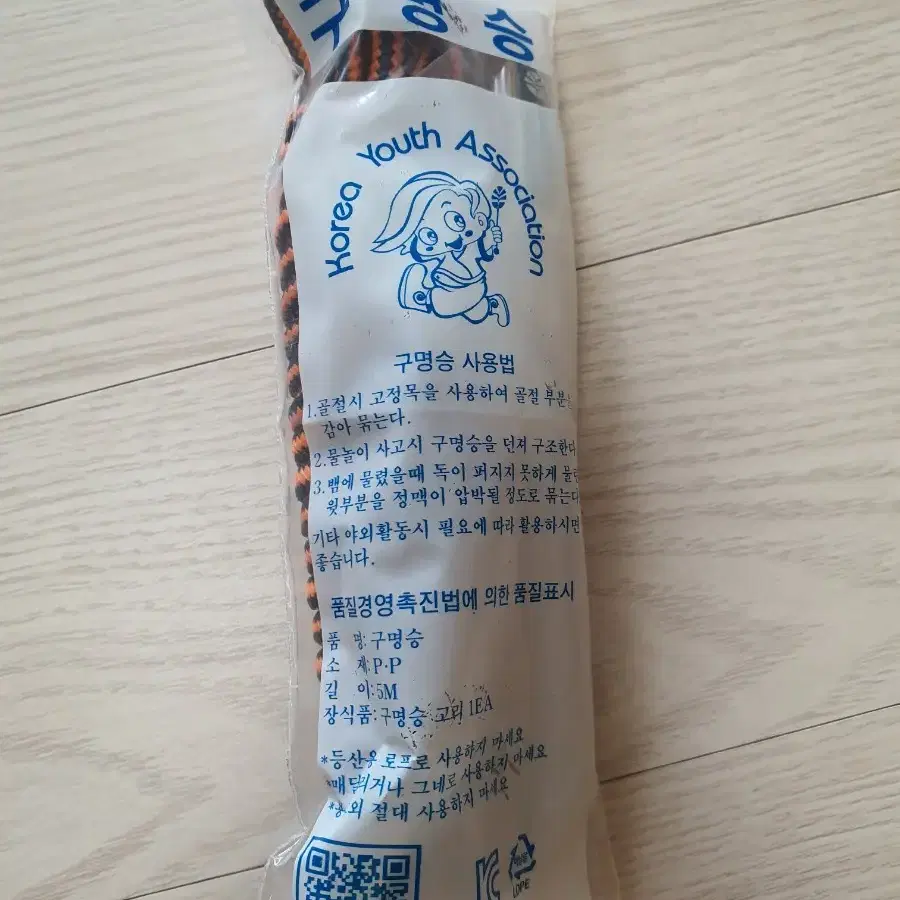 명승
Korea Youth Association
구명승 사용법
1.골절시 고정목을 사용하여 골절 부분을
감아 묶는다.
2.물놀이 사고시 구명승을 던져 구조한다
3.뱀에 물렸을때 독이 퍼지지 못하게 물린
윗부분을 정맥이 압박될 정도로 묶는다
기타 야외활동시 필요에 따라 활용하시면
좋습니다.
품질경영촉진법에 의한 품질표시
품 명:구명승
소 재:P·P
길 이:5M
장식품:구명승 고리 1EA
*등산용 로프로 사용하지 마세요
*매달거나 그네로 사용하지 마세요
외 절대 사용하지 마세요
LDPE